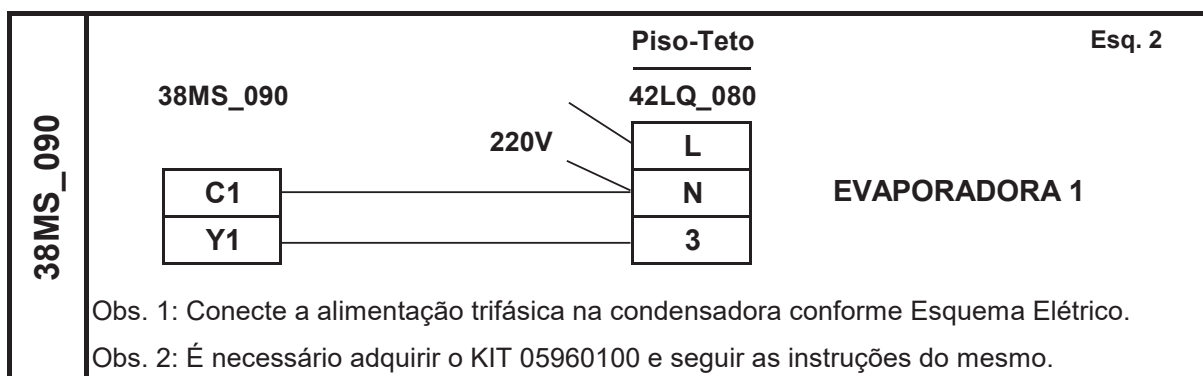 Piso-Teto
Esq. 2
38MS_090
42LQ_080
220V
L
C1
N
EVAPORADORA 1
Y1
3
38MS_090
Obs. 1: Conecte a alimentação trifásica na condensadora conforme Esquema Elétrico.
Obs. 2: É necessário adquirir o KIT 05960100 e seguir as instruções do mesmo.